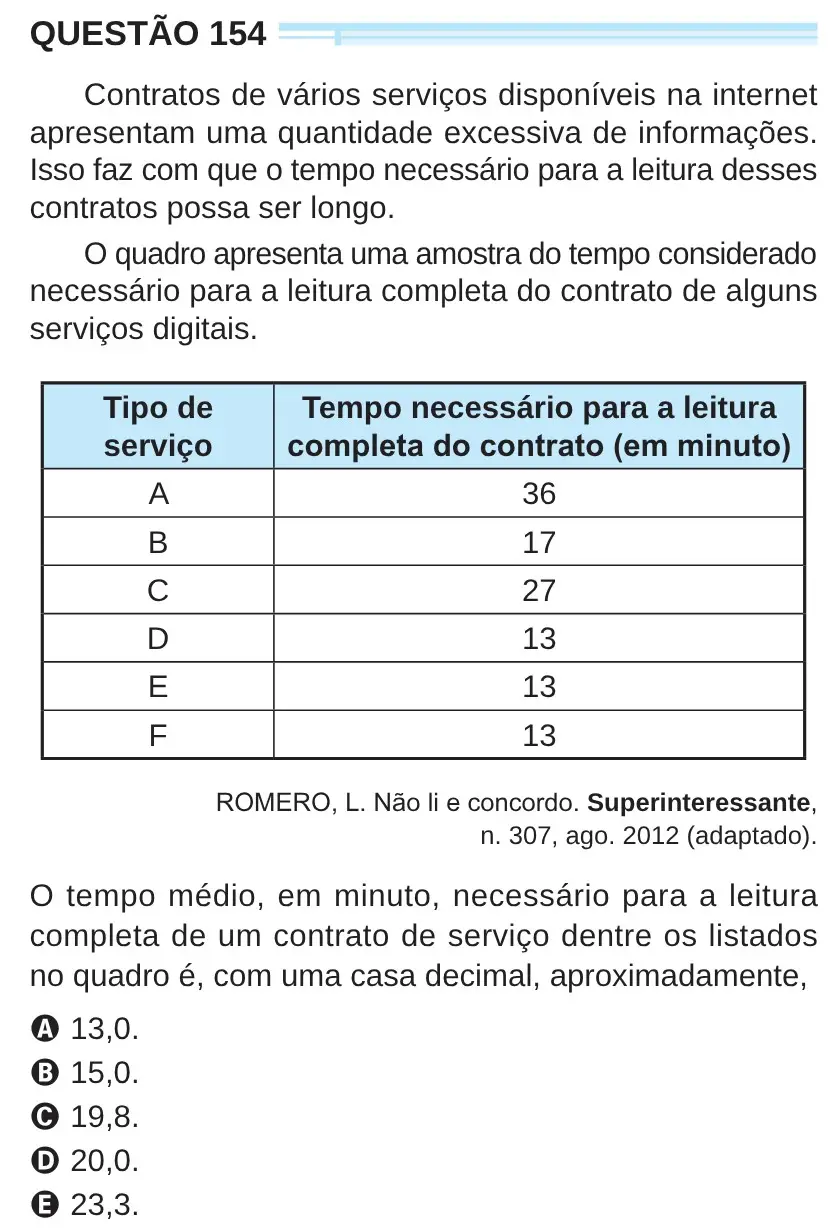 QUESTÃO 154
Contratos de vários serviços disponíveis na internet
apresentam uma quantidade excessiva de informações.
Isso faz com que o tempo necessário para a leitura desses
contratos possa ser longo.
O quadro apresenta uma amostra do tempo considerado
necessário para a leitura completa do contrato de alguns
serviços digitais.
Tipo de serviço Tempo necessário para a leitura completa do contrato (em minuto)
A 36
B 17
C 27
D 13
E 13
F 13
ROMERO, L. Não li e concordo. Superinteressante,
n. 307, ago. 2012 (adaptado).
O tempo médio, em minuto, necessário para a leitura
completa de um contrato de serviço dentre os listados
no quadro é, com uma casa decimal, aproximadamente,
A 13,0.
B 15,0.
C 19,8.
D 20,0.
E 23,3.